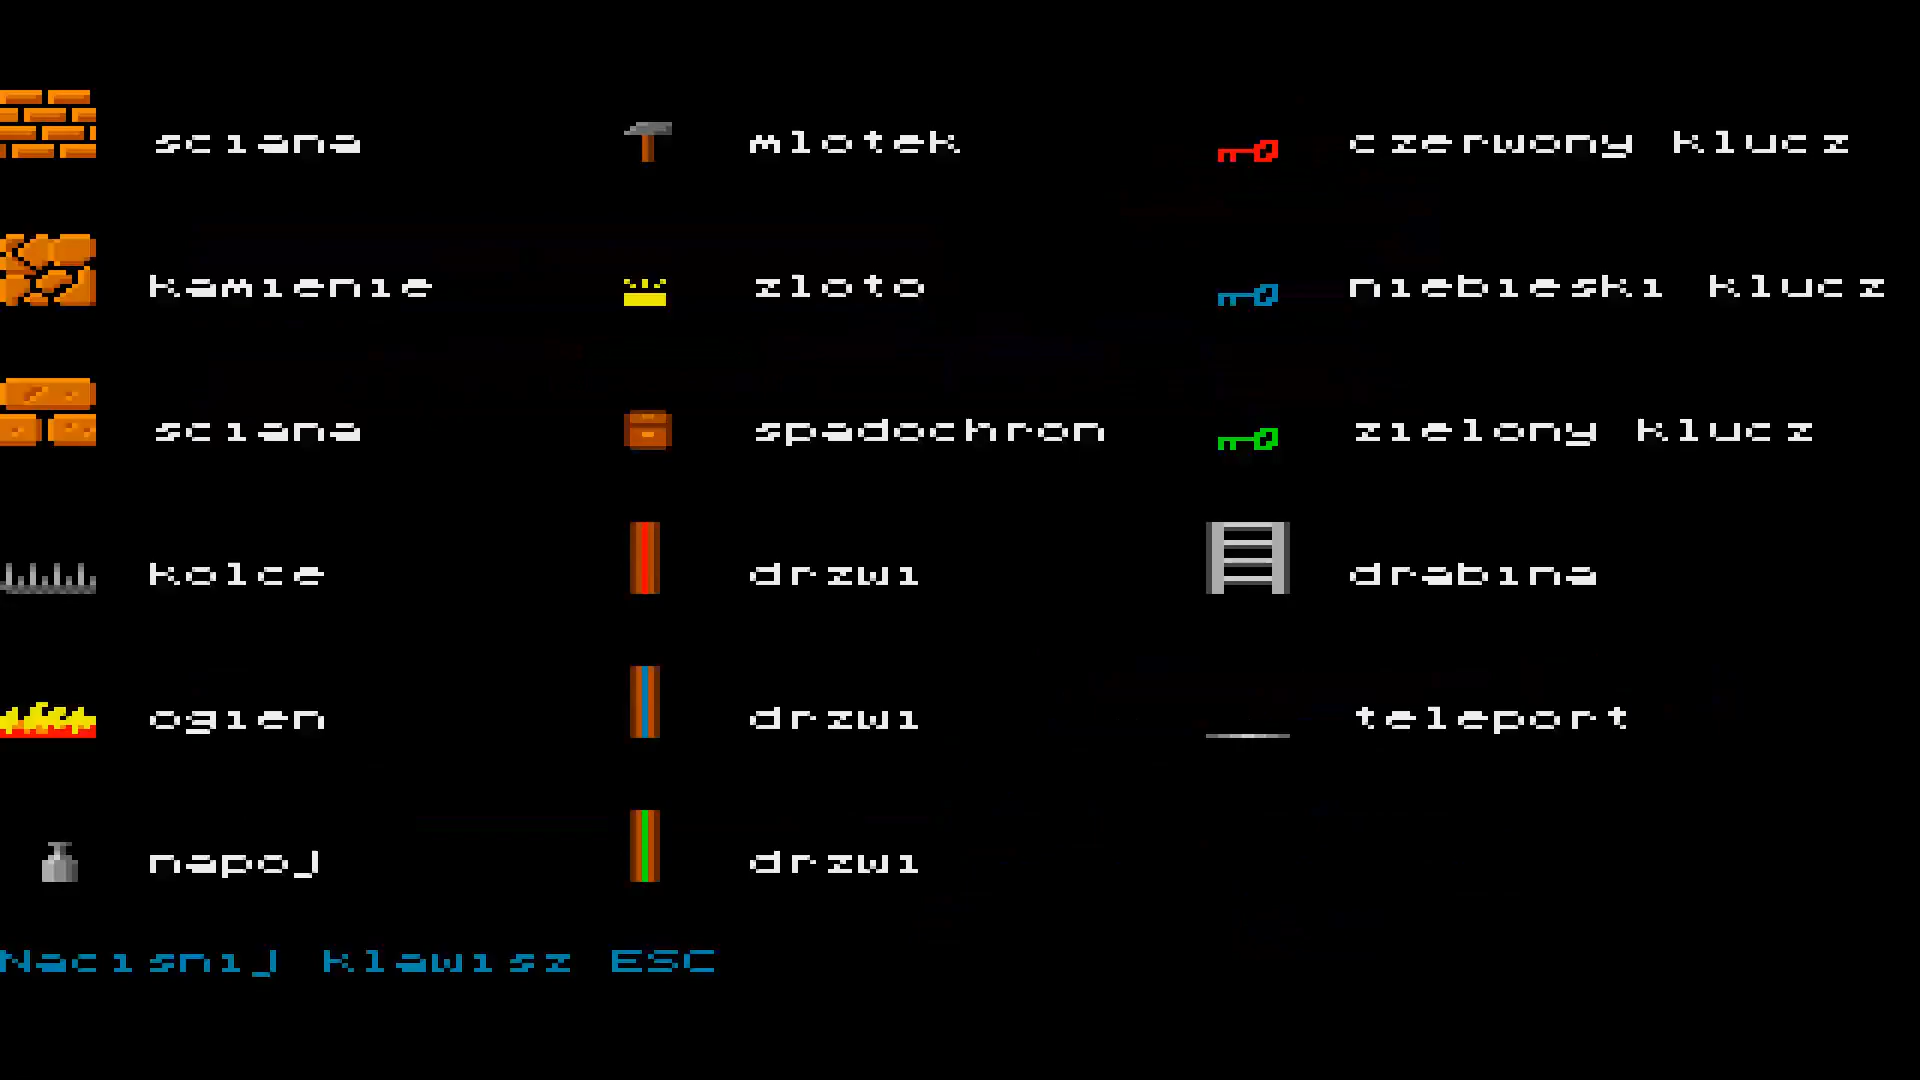 sciana mlotek czerwony klucz
kamienie zloto niebieski klucz
sciana spadochron zielony klucz
kolce drzwi drabina
ogien drzwi teleport
napoj drzwi
Nacisnij klawisz ESC